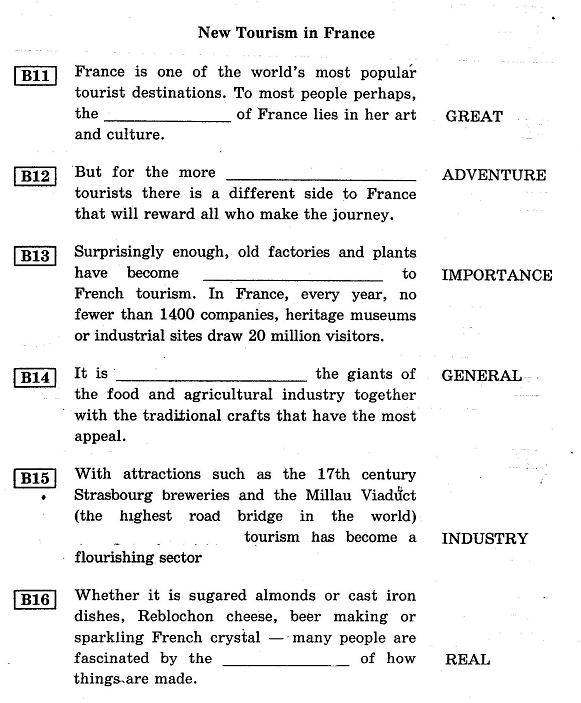 New Tourism in France
B11 France is one of the world's most popular
tourist destinations. To most people perhaps,
the _______________ of France lies in her art GREAT
and culture.
B12 But for the more _______________________ ADVENTURE
tourists there is a different side to France
that will reward all who make the journey.
B13 Surprisingly enough, old factories and plants
have become _____________________ to IMPORTANCE
French tourism. In France, every year, no
fewer than 1400 companies, heritage museums
or industrial sites draw 20 million visitors.
B14 It is _______________________ the giants of GENERAL
the food and agricultural industry together
with the traditional crafts that have the most
appeal.
B15 With attractions such as the 17th century
Strasbourg breweries and the Millau Viaduct
(the highest road bridge in the world)
tourism has become a INDUSTRY
flourishing sector
B16 Whether it is sugared almonds or cast iron
dishes, Reblochon cheese, beer making or
sparkling French crystal — many people are
fascinated by the _______________ of how REAL
things are made.